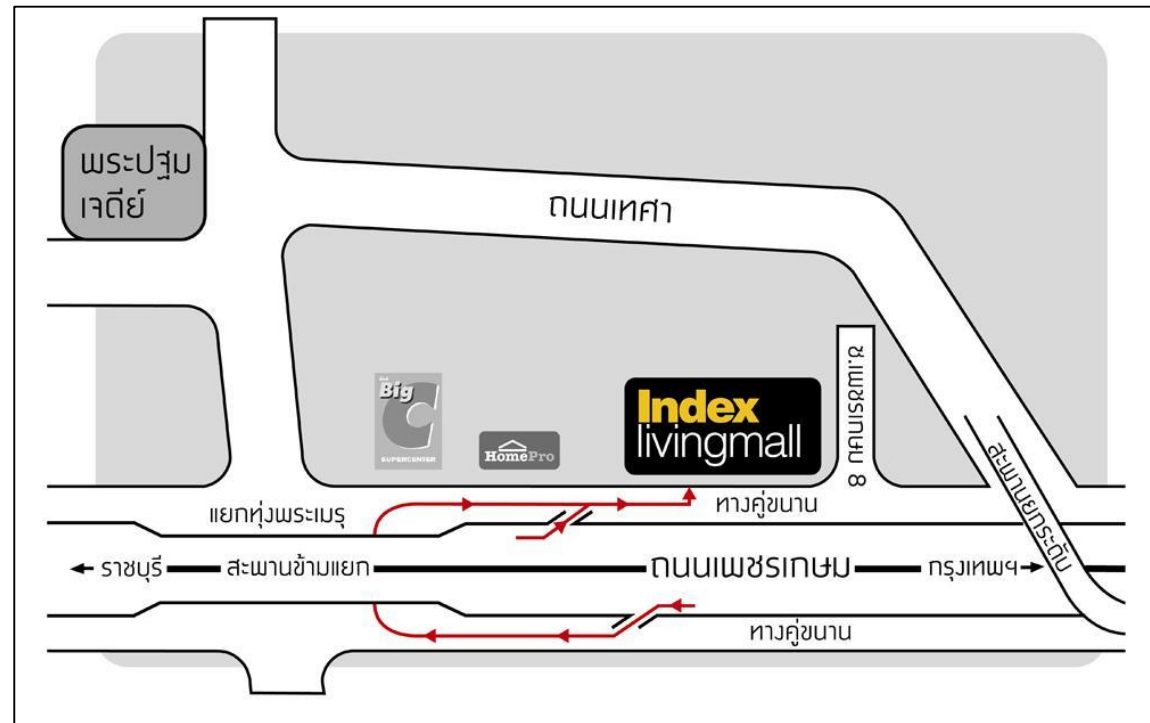 พระปฐม
เจดีย์
ถนนเทศา
Big
C
SUPERCENTER
HomePro
Index
livingmall
ซ.เพชรเกษม 8
สะพานยกระดับ
แยกทุ่งพระเมรุ
ทางคู่ขนาน
ราชบุรี
สะพานข้ามแยก
ถนนเพชรเกษม
กรุงเทพฯ
ทางคู่ขนาน